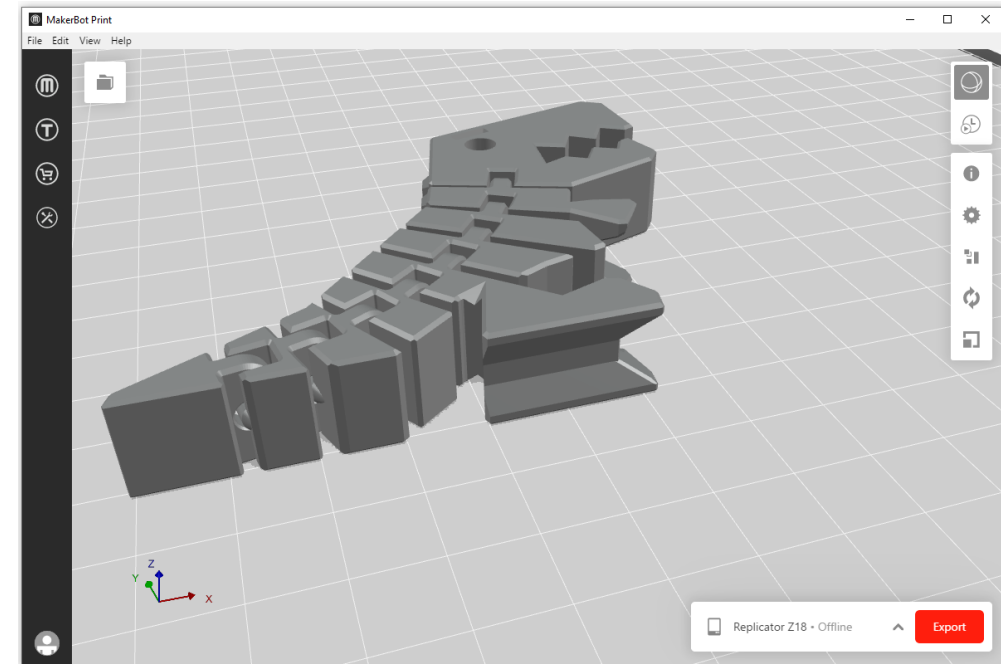 MakerBot Print
File Edit View Help
Z
Y
X
Replicator Z18 • Offline
Export